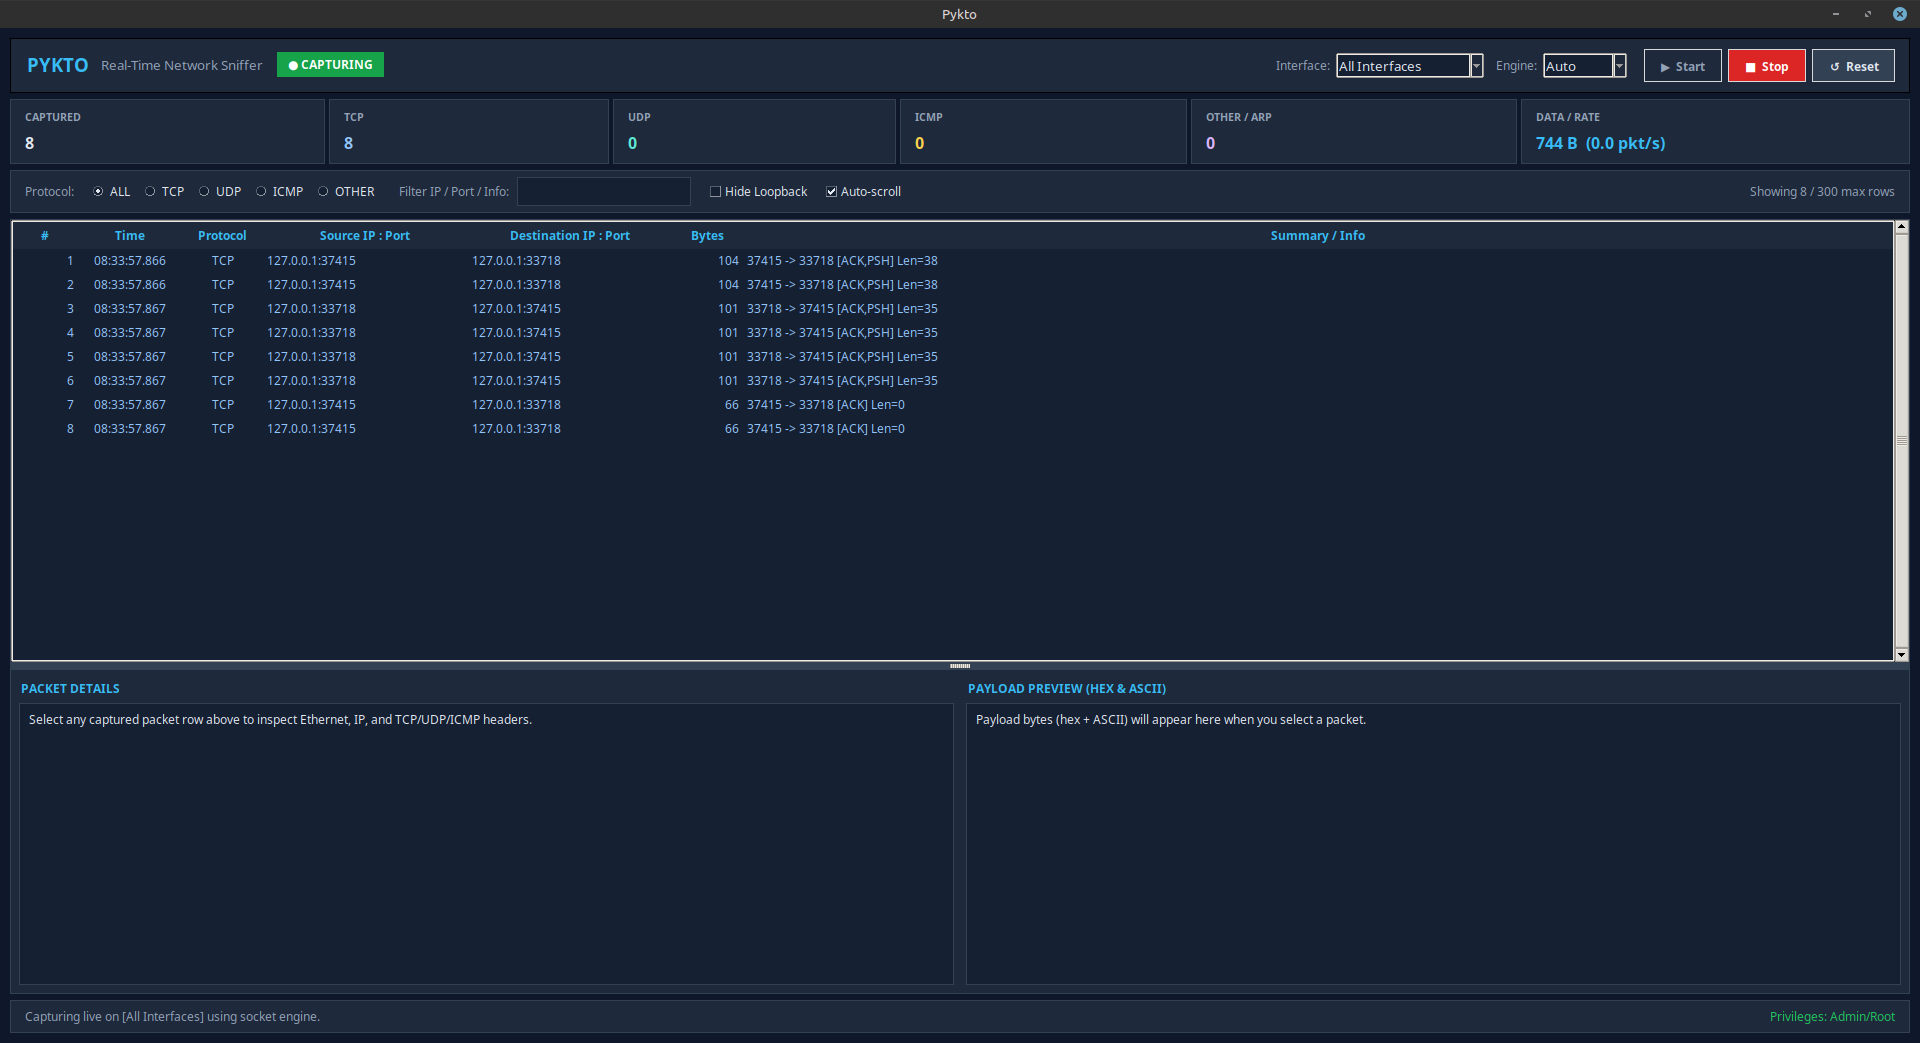 Pykto
PYKTO Real-Time Network Sniffer ● CAPTURING Interface: All Interfaces Engine: Auto ▶ Start ■ Stop ↺ Reset
CAPTURED TCP UDP ICMP OTHER / ARP DATA / RATE
8 8 0 0 0 744 B (0.0 pkt/s)
Protocol: ALL TCP UDP ICMP OTHER Filter IP / Port / Info: Hide Loopback Auto-scroll Showing 8 / 300 max rows
# Time Protocol Source IP : Port Destination IP : Port Bytes Summary / Info
1 08:33:57.866 TCP 127.0.0.1:37415 127.0.0.1:33718 104 37415 -> 33718 [ACK,PSH] Len=38
2 08:33:57.866 TCP 127.0.0.1:37415 127.0.0.1:33718 104 37415 -> 33718 [ACK,PSH] Len=38
3 08:33:57.867 TCP 127.0.0.1:33718 127.0.0.1:37415 101 33718 -> 37415 [ACK,PSH] Len=35
4 08:33:57.867 TCP 127.0.0.1:33718 127.0.0.1:37415 101 33718 -> 37415 [ACK,PSH] Len=35
5 08:33:57.867 TCP 127.0.0.1:33718 127.0.0.1:37415 101 33718 -> 37415 [ACK,PSH] Len=35
6 08:33:57.867 TCP 127.0.0.1:33718 127.0.0.1:37415 101 33718 -> 37415 [ACK,PSH] Len=35
7 08:33:57.867 TCP 127.0.0.1:37415 127.0.0.1:33718 66 37415 -> 33718 [ACK] Len=0
8 08:33:57.867 TCP 127.0.0.1:37415 127.0.0.1:33718 66 37415 -> 33718 [ACK] Len=0
PACKET DETAILS
Select any captured packet row above to inspect Ethernet, IP, and TCP/UDP/ICMP headers.
PAYLOAD PREVIEW (HEX & ASCII)
Payload bytes (hex + ASCII) will appear here when you select a packet.
Capturing live on [All Interfaces] using socket engine. Privileges: Admin/Root